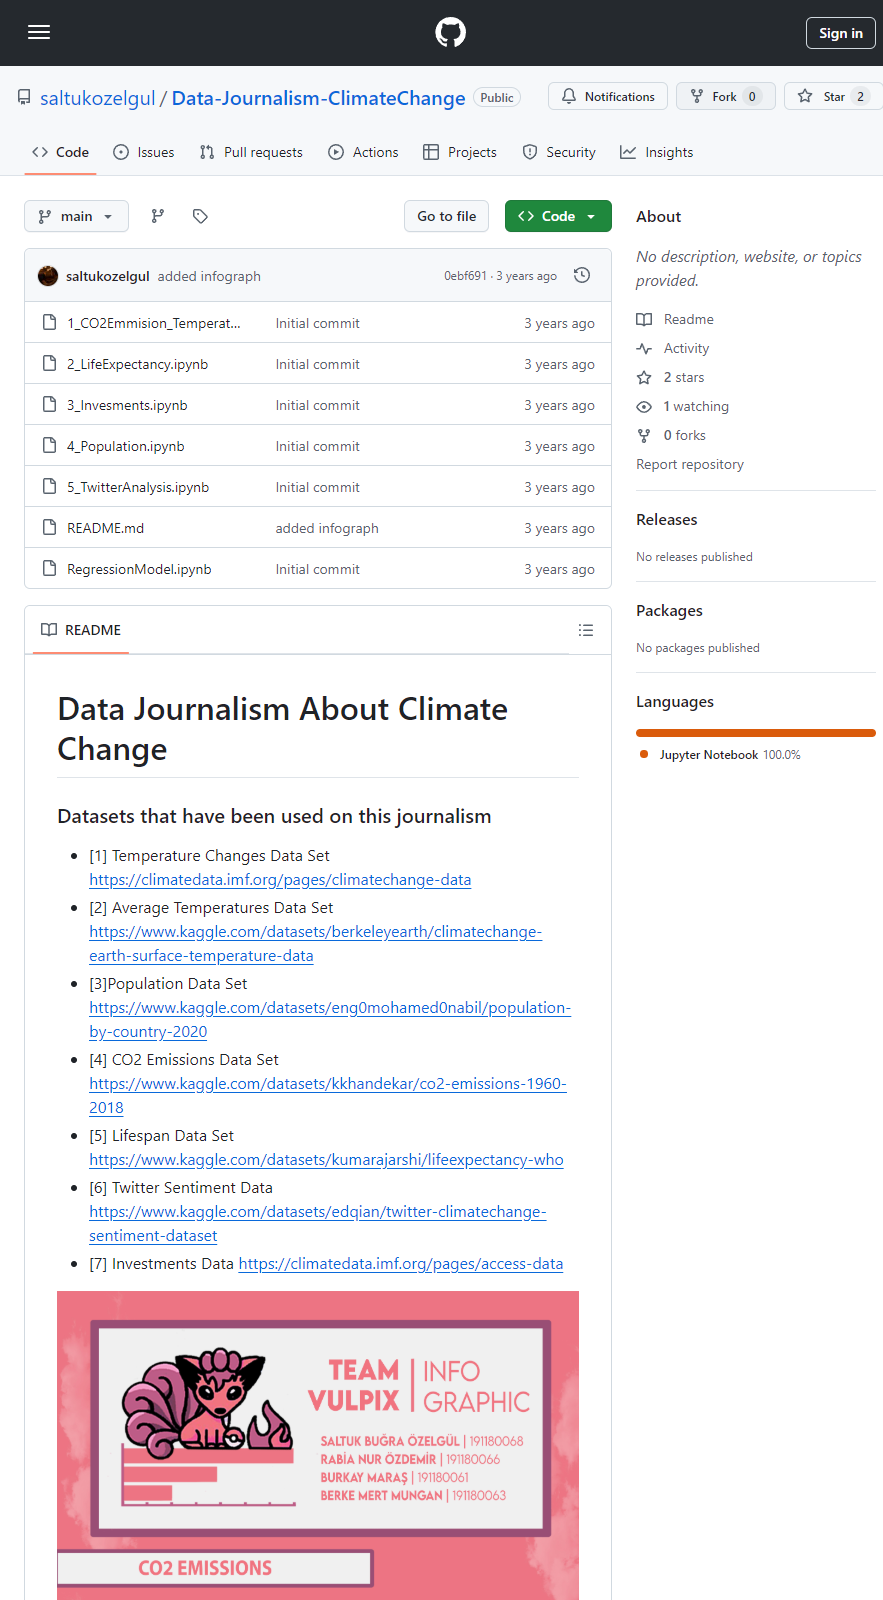 Sign in
saltukozelgul / Data-Journalism-ClimateChange Public
Notifications Fork 0 Star 2
Code Issues Pull requests Actions Projects Security Insights
main Go to file Code
saltukozelgul added infograph 0ebf691 · 3 years ago
1_CO2Emmision_Temperat... Initial commit 3 years ago
2_LifeExpectancy.ipynb Initial commit 3 years ago
3_Invesments.ipynb Initial commit 3 years ago
4_Population.ipynb Initial commit 3 years ago
5_TwitterAnalysis.ipynb Initial commit 3 years ago
README.md added infograph 3 years ago
RegressionModel.ipynb Initial commit 3 years ago
README
Data Journalism About Climate
Change
Datasets that have been used on this journalism
[1] Temperature Changes Data Set
https://climatedata.imf.org/pages/climatechange-data
[2] Average Temperatures Data Set
https://www.kaggle.com/datasets/berkeleyearth/climatechange-
earth-surface-temperature-data
[3]Population Data Set
https://www.kaggle.com/datasets/eng0mohamed0nabil/population-
by-country-2020
[4] CO2 Emissions Data Set
https://www.kaggle.com/datasets/kkhandekar/co2-emissions-1960-
2018
[5] Lifespan Data Set
https://www.kaggle.com/datasets/kumarajarshi/lifeexpectancy-who
[6] Twitter Sentiment Data
https://www.kaggle.com/datasets/edqian/twitter-climatechange-
sentiment-dataset
[7] Investments Data https://climatedata.imf.org/pages/access-data
TEAM VULPIX
INFO GRAPHIC
SALTUK BUĞRA ÖZELGÜL | 191180068
RABİA NUR ÖZDEMİR | 191180066
BURKAY MARAŞ | 191180061
BERKE MERT MUNGAN | 191180063
CO2 EMISSIONS
About
No description, website, or topics
provided.
Readme
Activity
2 stars
1 watching
0 forks
Report repository
Releases
No releases published
Packages
No packages published
Languages
Jupyter Notebook 100.0%